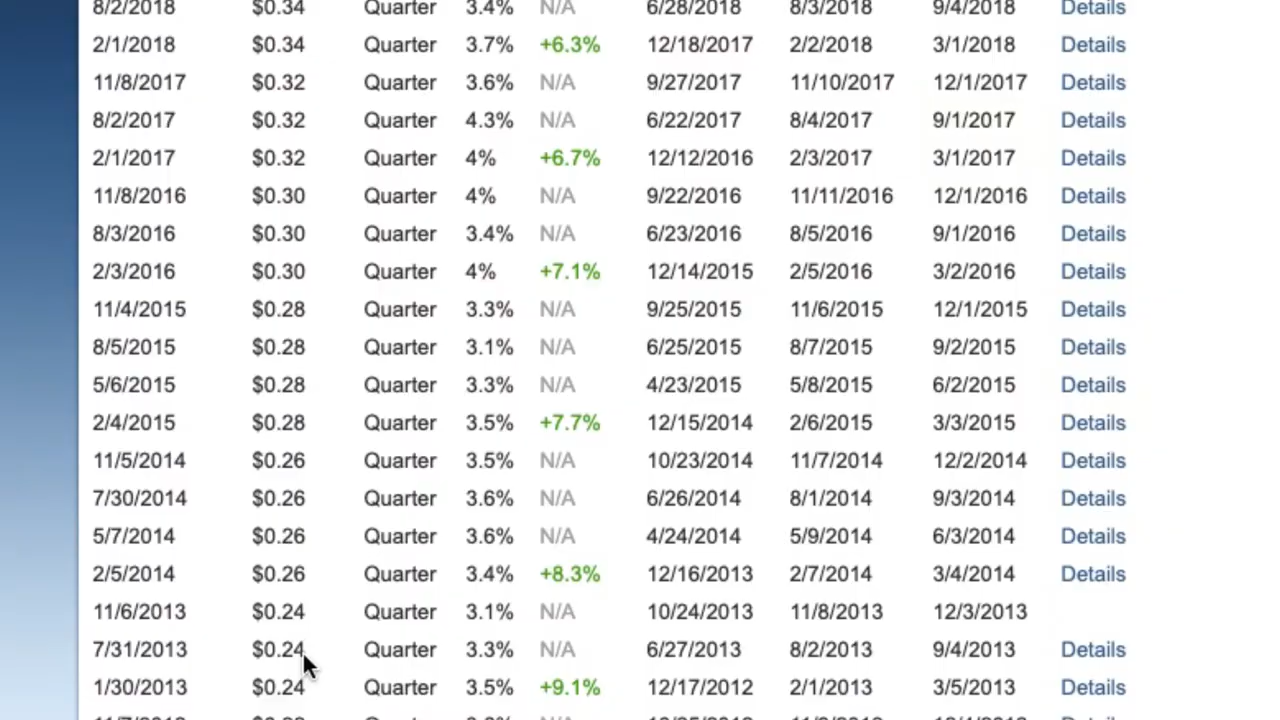 8/2/2018 $0.34 Quarter 3.4% N/A 6/28/2018 8/3/2018 9/4/2018 Details
2/1/2018 $0.34 Quarter 3.7% +6.3% 12/18/2017 2/2/2018 3/1/2018 Details
11/8/2017 $0.32 Quarter 3.6% N/A 9/27/2017 11/10/2017 12/1/2017 Details
8/2/2017 $0.32 Quarter 4.3% N/A 6/22/2017 8/4/2017 9/1/2017 Details
2/1/2017 $0.32 Quarter 4% +6.7% 12/12/2016 2/3/2017 3/1/2017 Details
11/8/2016 $0.30 Quarter 4% N/A 9/22/2016 11/11/2016 12/1/2016 Details
8/3/2016 $0.30 Quarter 3.4% N/A 6/23/2016 8/5/2016 9/1/2016 Details
2/3/2016 $0.30 Quarter 4% +7.1% 12/14/2015 2/5/2016 3/2/2016 Details
11/4/2015 $0.28 Quarter 3.3% N/A 9/25/2015 11/6/2015 12/1/2015 Details
8/5/2015 $0.28 Quarter 3.1% N/A 6/25/2015 8/7/2015 9/2/2015 Details
5/6/2015 $0.28 Quarter 3.3% N/A 4/23/2015 5/8/2015 6/2/2015 Details
2/4/2015 $0.28 Quarter 3.5% +7.7% 12/15/2014 2/6/2015 3/3/2015 Details
11/5/2014 $0.26 Quarter 3.5% N/A 10/23/2014 11/7/2014 12/2/2014 Details
7/30/2014 $0.26 Quarter 3.6% N/A 6/26/2014 8/1/2014 9/3/2014 Details
5/7/2014 $0.26 Quarter 3.6% N/A 4/24/2014 5/9/2014 6/3/2014 Details
2/5/2014 $0.26 Quarter 3.4% +8.3% 12/16/2013 2/7/2014 3/4/2014 Details
11/6/2013 $0.24 Quarter 3.1% N/A 10/24/2013 11/8/2013 12/3/2013
7/31/2013 $0.24 Quarter 3.3% N/A 6/27/2013 8/2/2013 9/4/2013 Details
1/30/2013 $0.24 Quarter 3.5% +9.1% 12/17/2012 2/1/2013 3/5/2013 Details